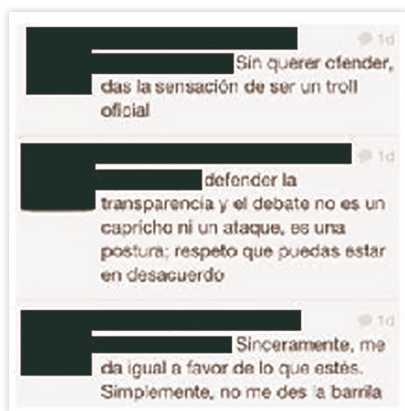 1d
Sin querer ofender,
das la sensación de ser un troll
oficial
1d
defender la
transparencia y el debate no es un
capricho ni un ataque, es una
postura; respeto que puedas estar
en desacuerdo
1d
Sinceramente, me
da igual a favor de lo que estés.
Simplemente, no me des la barrila